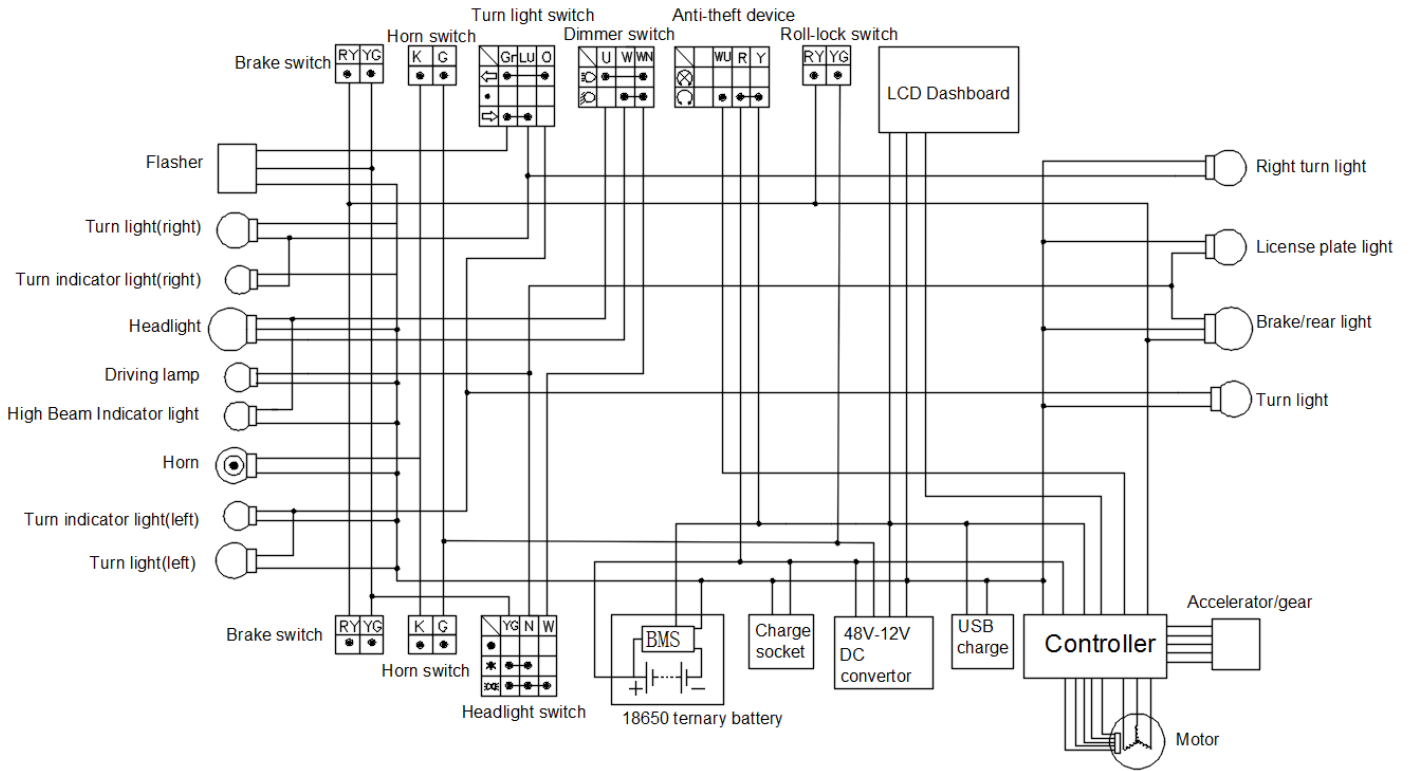 Turn light switch
Anti-theft device
Horn switch
Dimmer switch
Roll-lock switch
Brake switch
RY YG
K G
Gr LU O
U W WN
WU R Y
RY YG
LCD Dashboard
Flasher
Right turn light
Turn light(right)
License plate light
Turn indicator light(right)
Headlight
Brake/rear light
Driving lamp
High Beam Indicator light
Turn light
Horn
Turn indicator light(left)
Turn light(left)
Accelerator/gear
Brake switch
RY YG
K G
YG N W
BMS
Charge
socket
48V-12V
DC
convertor
USB
charge
Controller
Horn switch
Headlight switch
+ −
18650 ternary battery
Motor